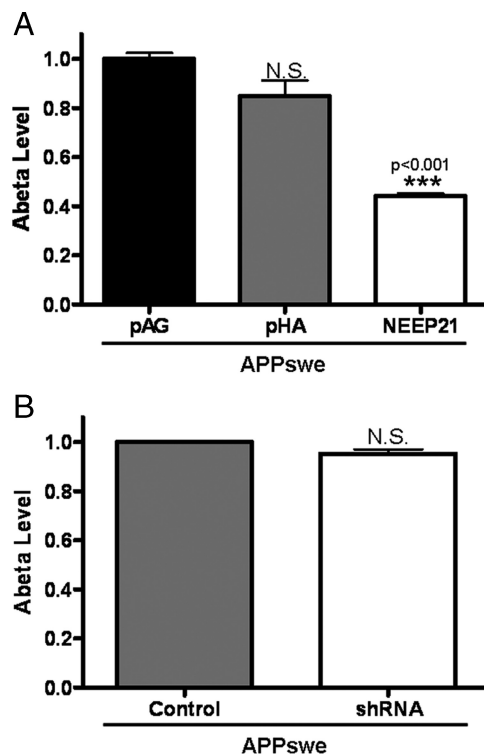 A
Abeta Level
1.0
0.8
0.6
0.4
0.2
0.0
N.S.
p<0.001
***
pAG pHA NEEP21
APPswe
B
Abeta Level
1.0
0.8
0.6
0.4
0.2
0.0
N.S.
Control shRNA
APPswe